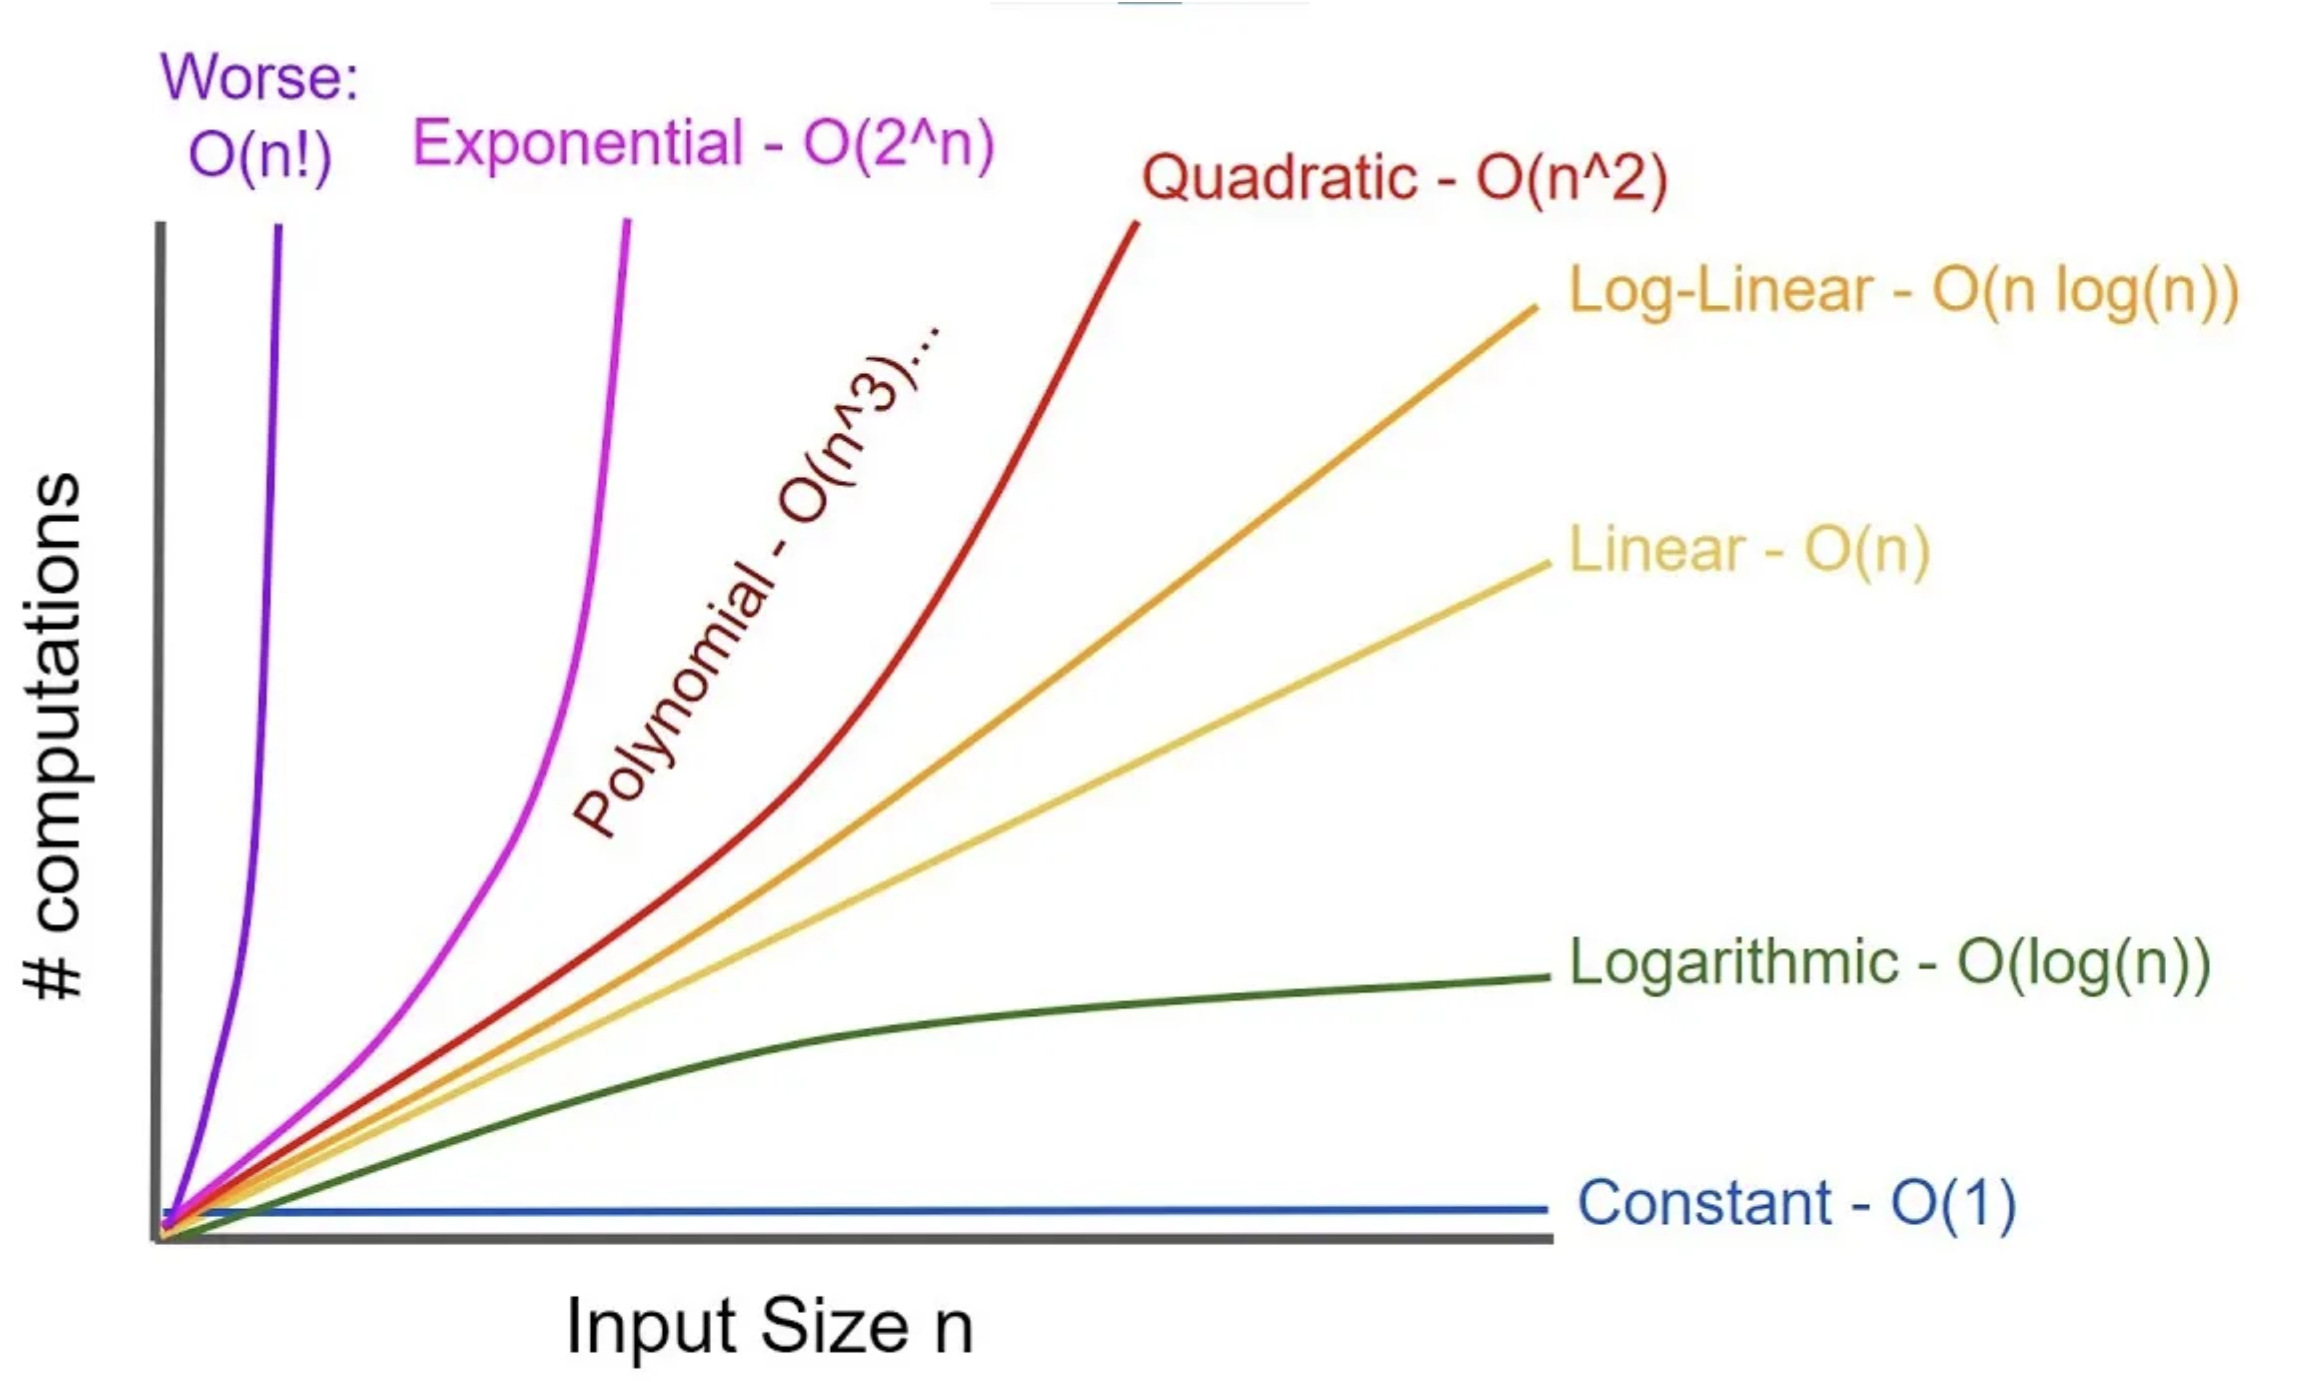 Worse:
O(n!)
Exponential - O(2^n)
Quadratic - O(n^2)
Log-Linear - O(n log(n))
Polynomial - O(n^3)...
Linear - O(n)
Logarithmic - O(log(n))
Constant - O(1)
# computations
Input Size n